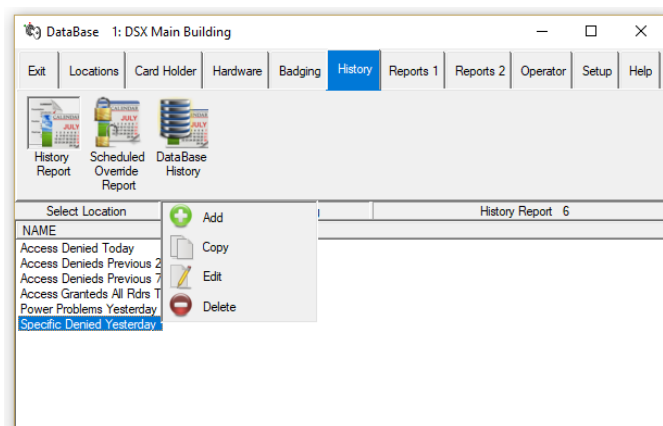 DataBase 1: DSX Main Building
Exit Locations Card Holder Hardware Badging History Reports 1 Reports 2 Operator Setup Help
History Report
Scheduled Override Report
DataBase History
Select Location
History Report 6
NAME
Add
Copy
Edit
Delete
Access Denied Today
Access Denieds Previous 2
Access Denieds Previous 7
Access Granteds All Rdrs T
Power Problems Yesterday
Specific Denied Yesterday